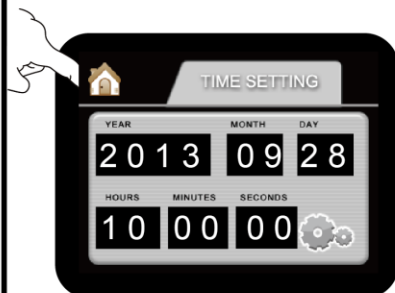 TIME SETTING
YEAR MONTH DAY
2013 09 28
HOURS MINUTES SECONDS
10 00 00